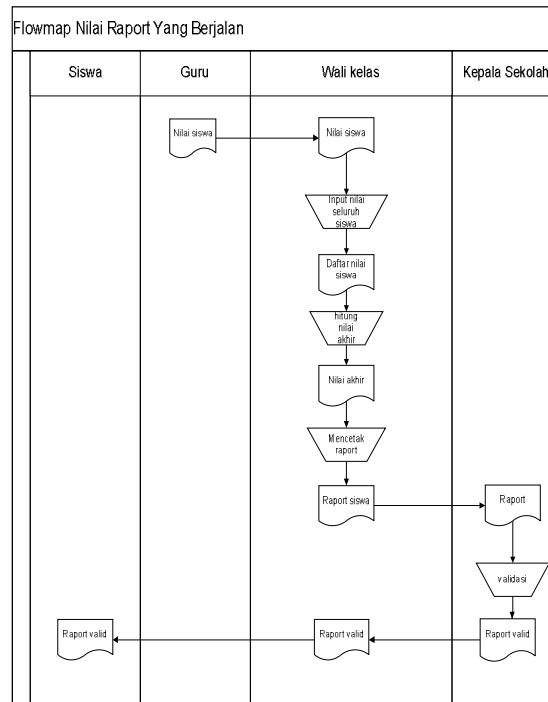 Flowmap Nilai Raport Yang Berjalan
Siswa
Guru
Wali kelas
Kepala Sekolah
Nilai siswa
Nilai siswa
Input nilai
seluruh
siswa
Daftar nilai
siswa
hitung
nilai
akhir
Nilai akhir
Mencetak
raport
Raport siswa
Raport
validasi
Raport valid
Raport valid
Raport valid